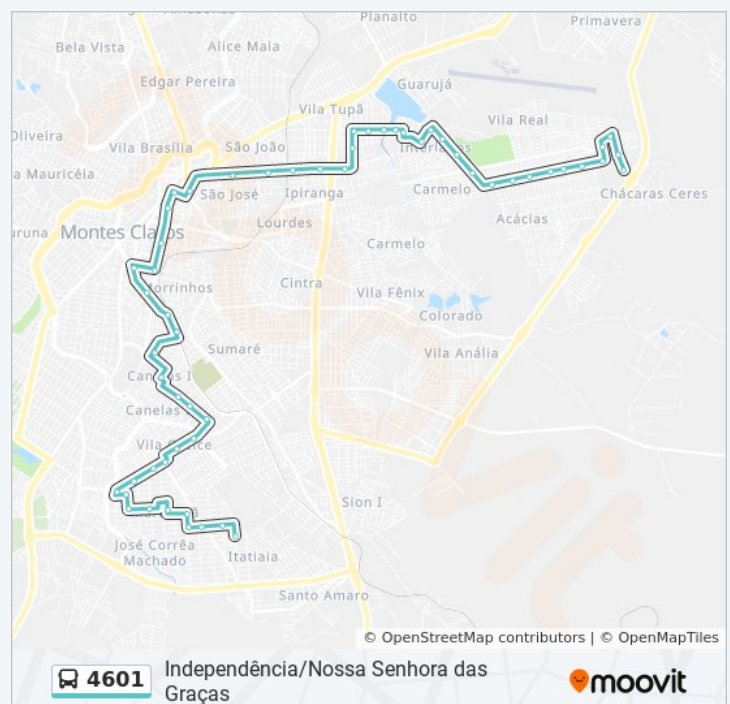 Planalto
Primavera
Bela Vista
Alice Maia
Edgar Pereira
Guarujá
Vila Tupã
Vila Real
Oliveira
Vila Brasília
São João
Interlagos
a Mauricéia
São José
Ipiranga
Carmelo
Chácaras Ceres
Lourdes
Acácias
uruna
Montes Claros
Carmelo
Morrinhos
Cintra
Vila Fênix
Colorado
Sumaré
Vila Anália
Canelas I
Canelas
Vila Greice
Sion I
José Corrêa
Machado
Itatiaia
Santo Amaro
© OpenStreetMap contributors | © OpenMapTiles
4601
Independência/Nossa Senhora das
Graças
moovit